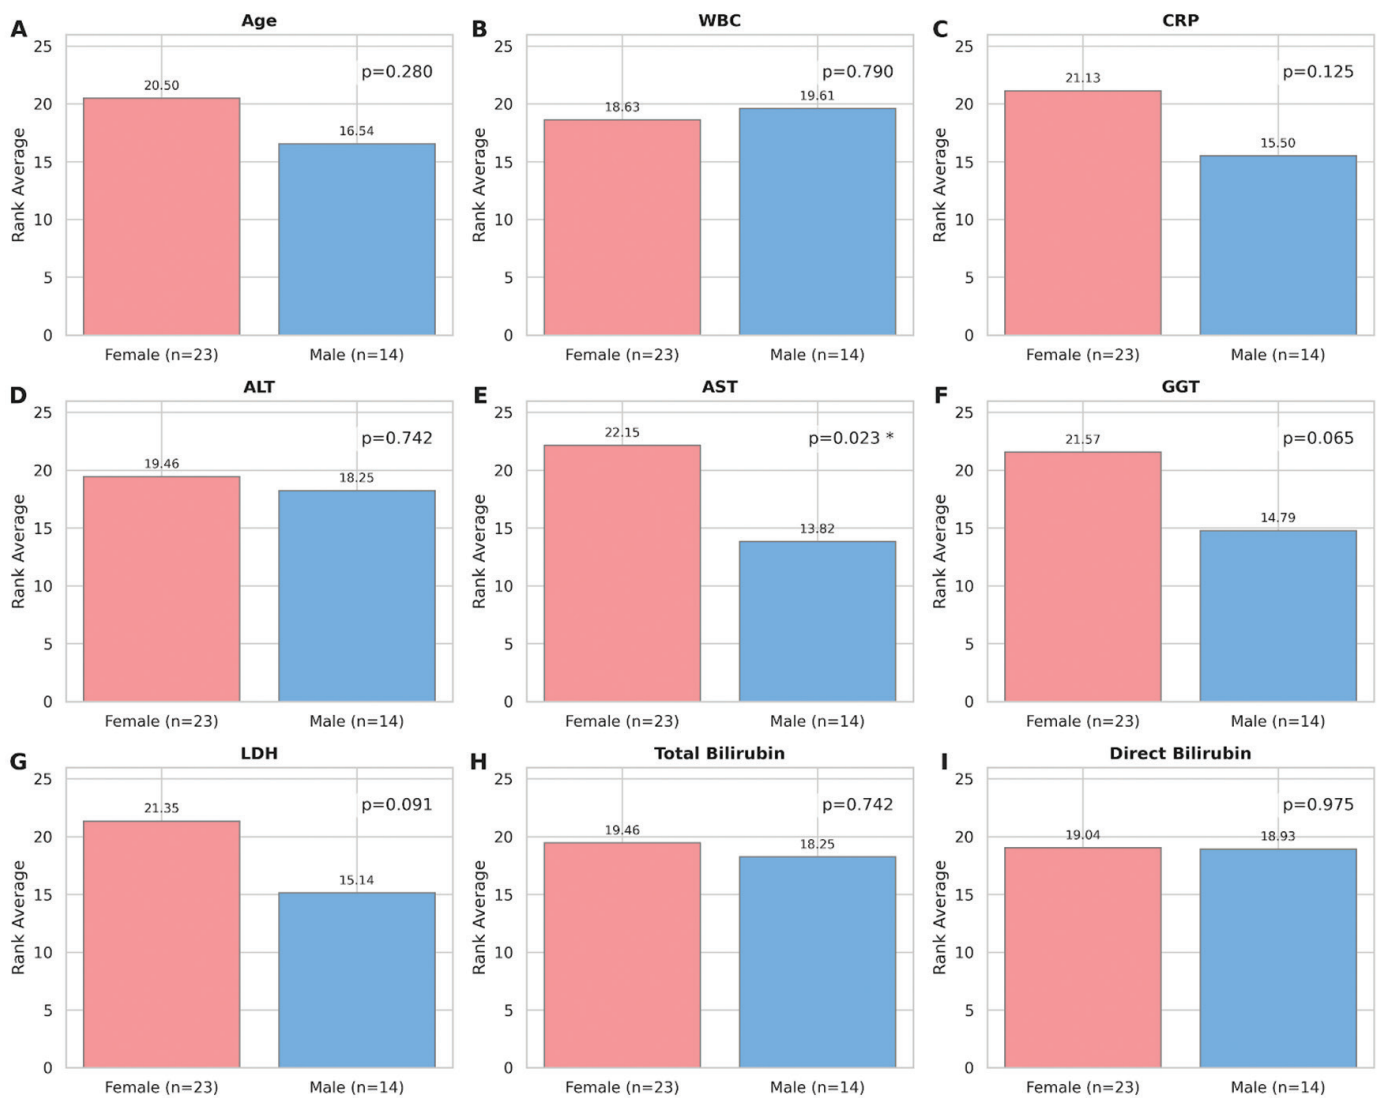 A
Age
25
20
15
10
5
0
Rank Average
20.50
16.54
p=0.280
Female (n=23)
Male (n=14)
B
WBC
25
20
15
10
5
0
Rank Average
18.63
19.61
p=0.790
Female (n=23)
Male (n=14)
C
CRP
25
20
15
10
5
0
Rank Average
21.13
15.50
p=0.125
Female (n=23)
Male (n=14)
D
ALT
25
20
15
10
5
0
Rank Average
19.46
18.25
p=0.742
Female (n=23)
Male (n=14)
E
AST
25
20
15
10
5
0
Rank Average
22.15
13.82
p=0.023 *
Female (n=23)
Male (n=14)
F
GGT
25
20
15
10
5
0
Rank Average
21.57
14.79
p=0.065
Female (n=23)
Male (n=14)
G
LDH
25
20
15
10
5
0
Rank Average
21.35
15.14
p=0.091
Female (n=23)
Male (n=14)
H
Total Bilirubin
25
20
15
10
5
0
Rank Average
19.46
18.25
p=0.742
Female (n=23)
Male (n=14)
I
Direct Bilirubin
25
20
15
10
5
0
Rank Average
19.04
18.93
p=0.975
Female (n=23)
Male (n=14)